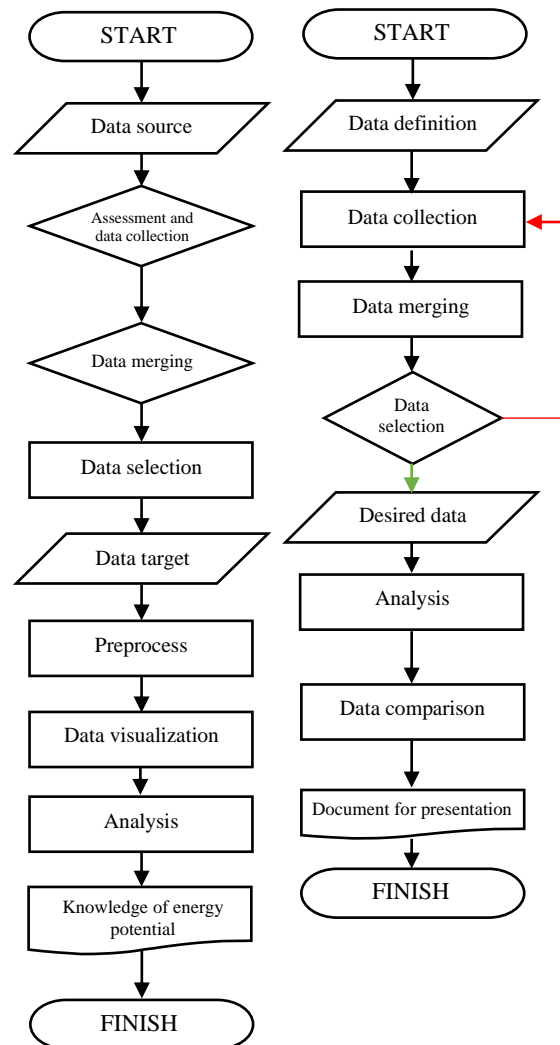 START
Data source
Assessment and
data collection
Data merging
Data selection
Data target
Preprocess
Data visualization
Analysis
Knowledge of energy
potential
FINISH
START
Data definition
Data collection
Data merging
Data
selection
Desired data
Analysis
Data comparison
Document for presentation
FINISH